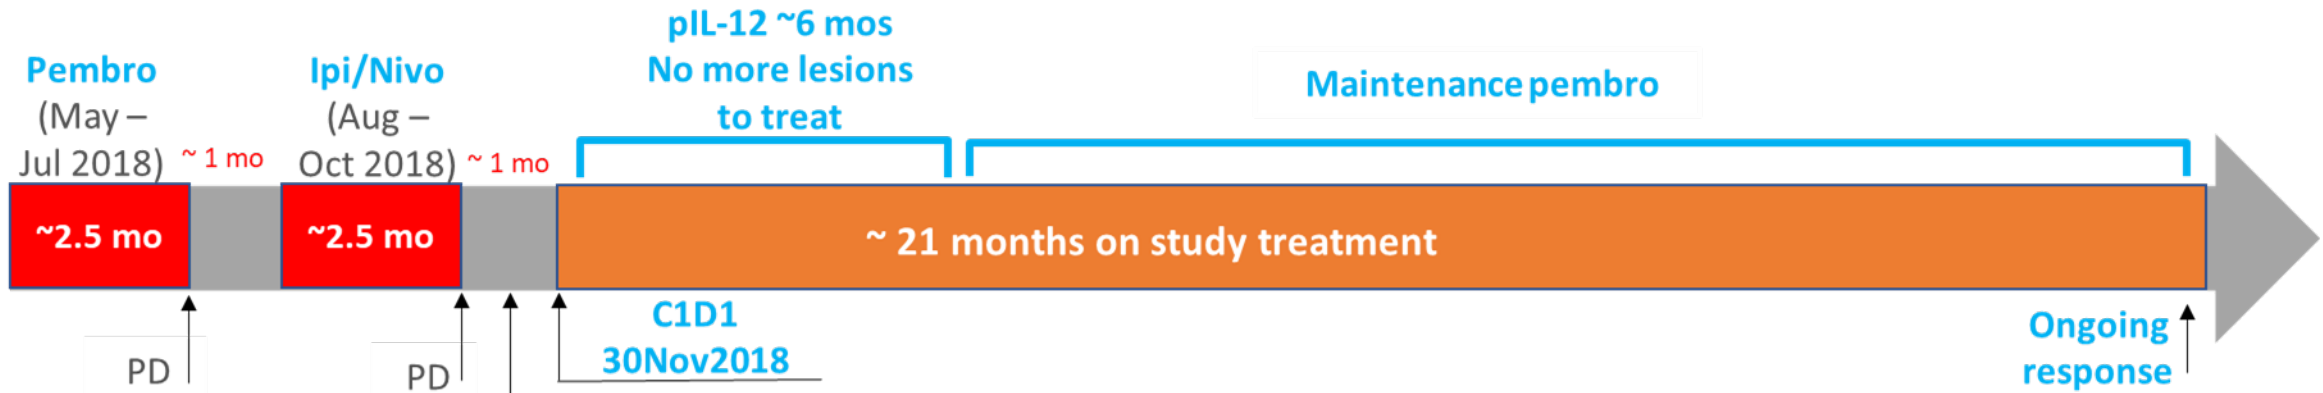 pIL-12 ~6 mos
No more lesions
to treat
Pembro
(May –
Jul 2018)
~ 1 mo
Ipi/Nivo
(Aug –
Oct 2018)
~ 1 mo
Maintenance pembro
~2.5 mo
~2.5 mo
~ 21 months on study treatment
PD
PD
C1D1
30Nov2018
Ongoing
response